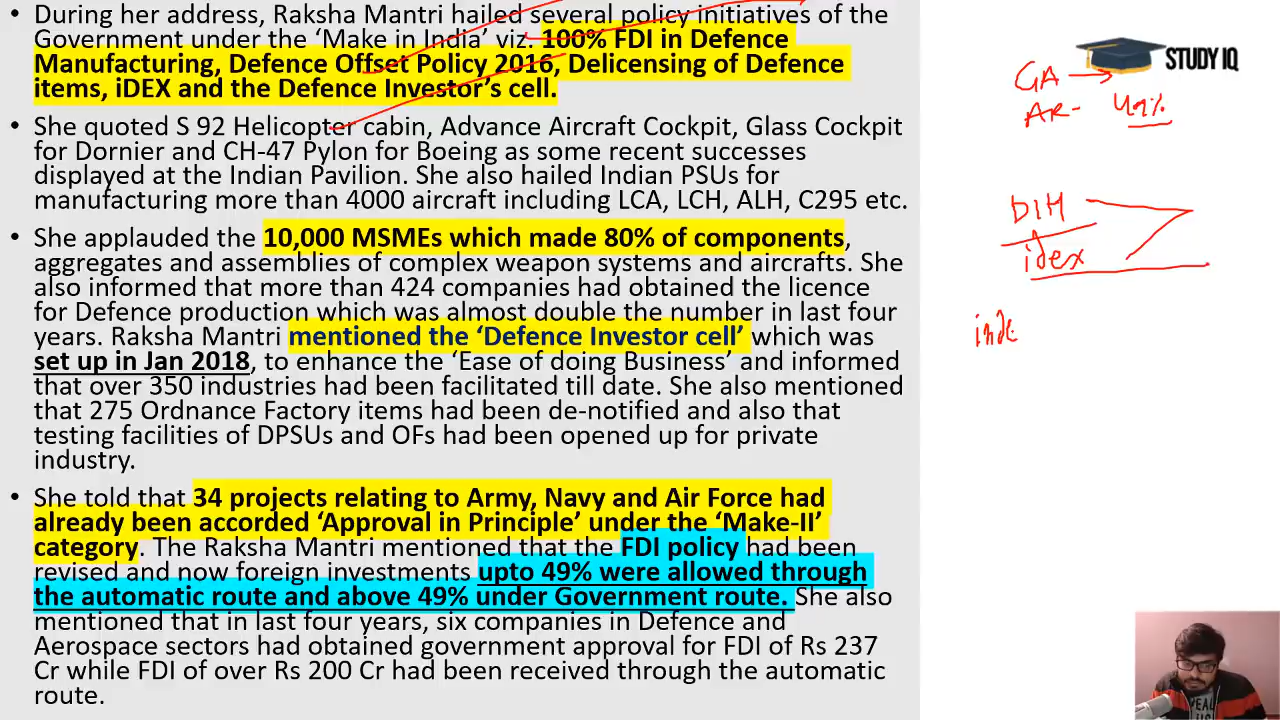 • During her address, Raksha Mantri hailed several policy initiatives of the
Government under the ‘Make in India’ viz. 100% FDI in Defence
Manufacturing, Defence Offset Policy 2016, Delicensing of Defence
items, iDEX and the Defence Investor’s cell.
• She quoted S 92 Helicopter cabin, Advance Aircraft Cockpit, Glass Cockpit
for Dornier and CH-47 Pylon for Boeing as some recent successes
displayed at the Indian Pavilion. She also hailed Indian PSUs for
manufacturing more than 4000 aircraft including LCA, LCH, ALH, C295 etc.
• She applauded the 10,000 MSMEs which made 80% of components,
aggregates and assemblies of complex weapon systems and aircrafts. She
also informed that more than 424 companies had obtained the licence
for Defence production which was almost double the number in last four
years. Raksha Mantri mentioned the ‘Defence Investor cell’ which was
set up in Jan 2018, to enhance the ‘Ease of doing Business’ and informed
that over 350 industries had been facilitated till date. She also mentioned
that 275 Ordnance Factory items had been de-notified and also that
testing facilities of DPSUs and OFs had been opened up for private
industry.
• She told that 34 projects relating to Army, Navy and Air Force had
already been accorded ‘Approval in Principle’ under the ‘Make-II’
category. The Raksha Mantri mentioned that the FDI policy had been
revised and now foreign investments upto 49% were allowed through
the automatic route and above 49% under Government route. She also
mentioned that in last four years, six companies in Defence and
Aerospace sectors had obtained government approval for FDI of Rs 237
Cr while FDI of over Rs 200 Cr had been received through the automatic
route.
STUDY IQ
GA
AR- 49%
DIH
idex
inde